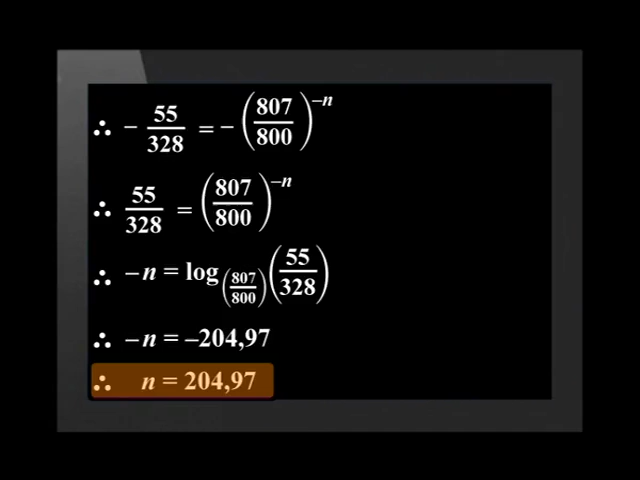 ∴ − 55/328 = − (807/800)^−n
∴ 55/328 = (807/800)^−n
∴ −n = log_(807/800) (55/328)
∴ −n = −204,97
∴ n = 204,97